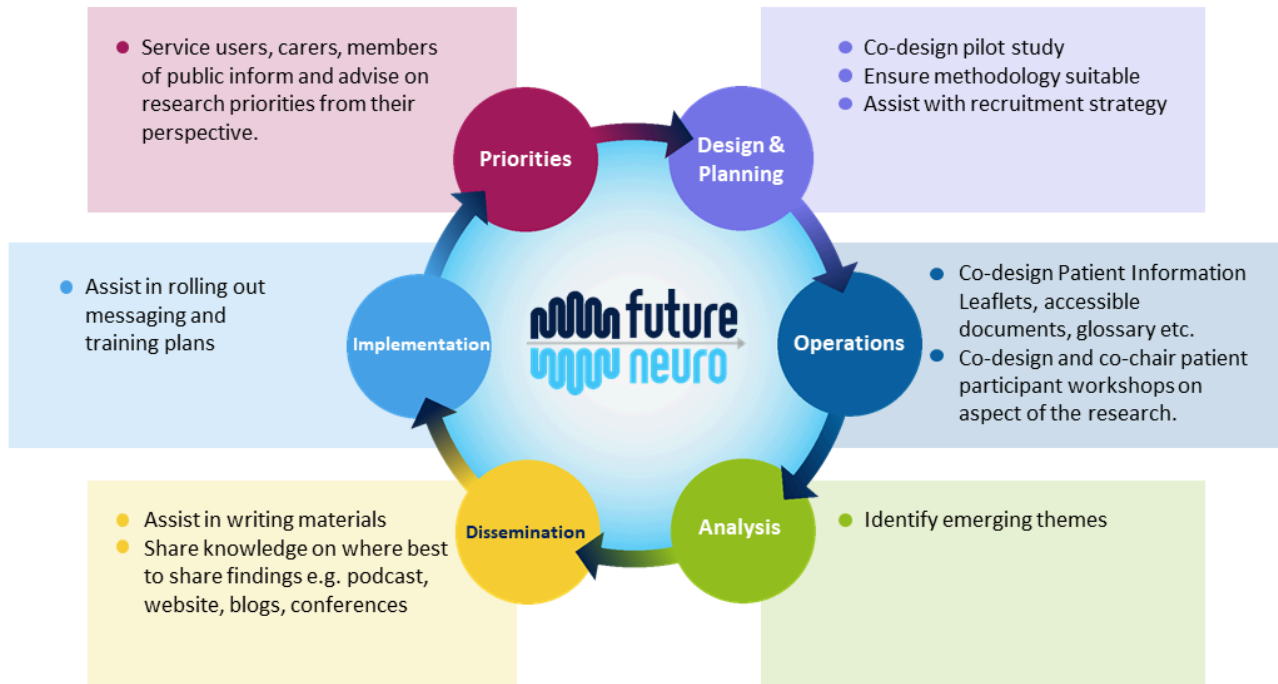 Service users, carers, members
of public inform and advise on
research priorities from their
perspective.
Priorities
Design &
Planning
Co-design pilot study
Ensure methodology suitable
Assist with recruitment strategy
Assist in rolling out
messaging and
training plans
Implementation
future
neuro
Operations
Co-design Patient Information
Leaflets, accessible
documents, glossary etc.
Co-design and co-chair patient
participant workshops on
aspect of the research.
Assist in writing materials
Share knowledge on where best
to share findings e.g. podcast,
website, blogs, conferences
Dissemination
Analysis
Identify emerging themes